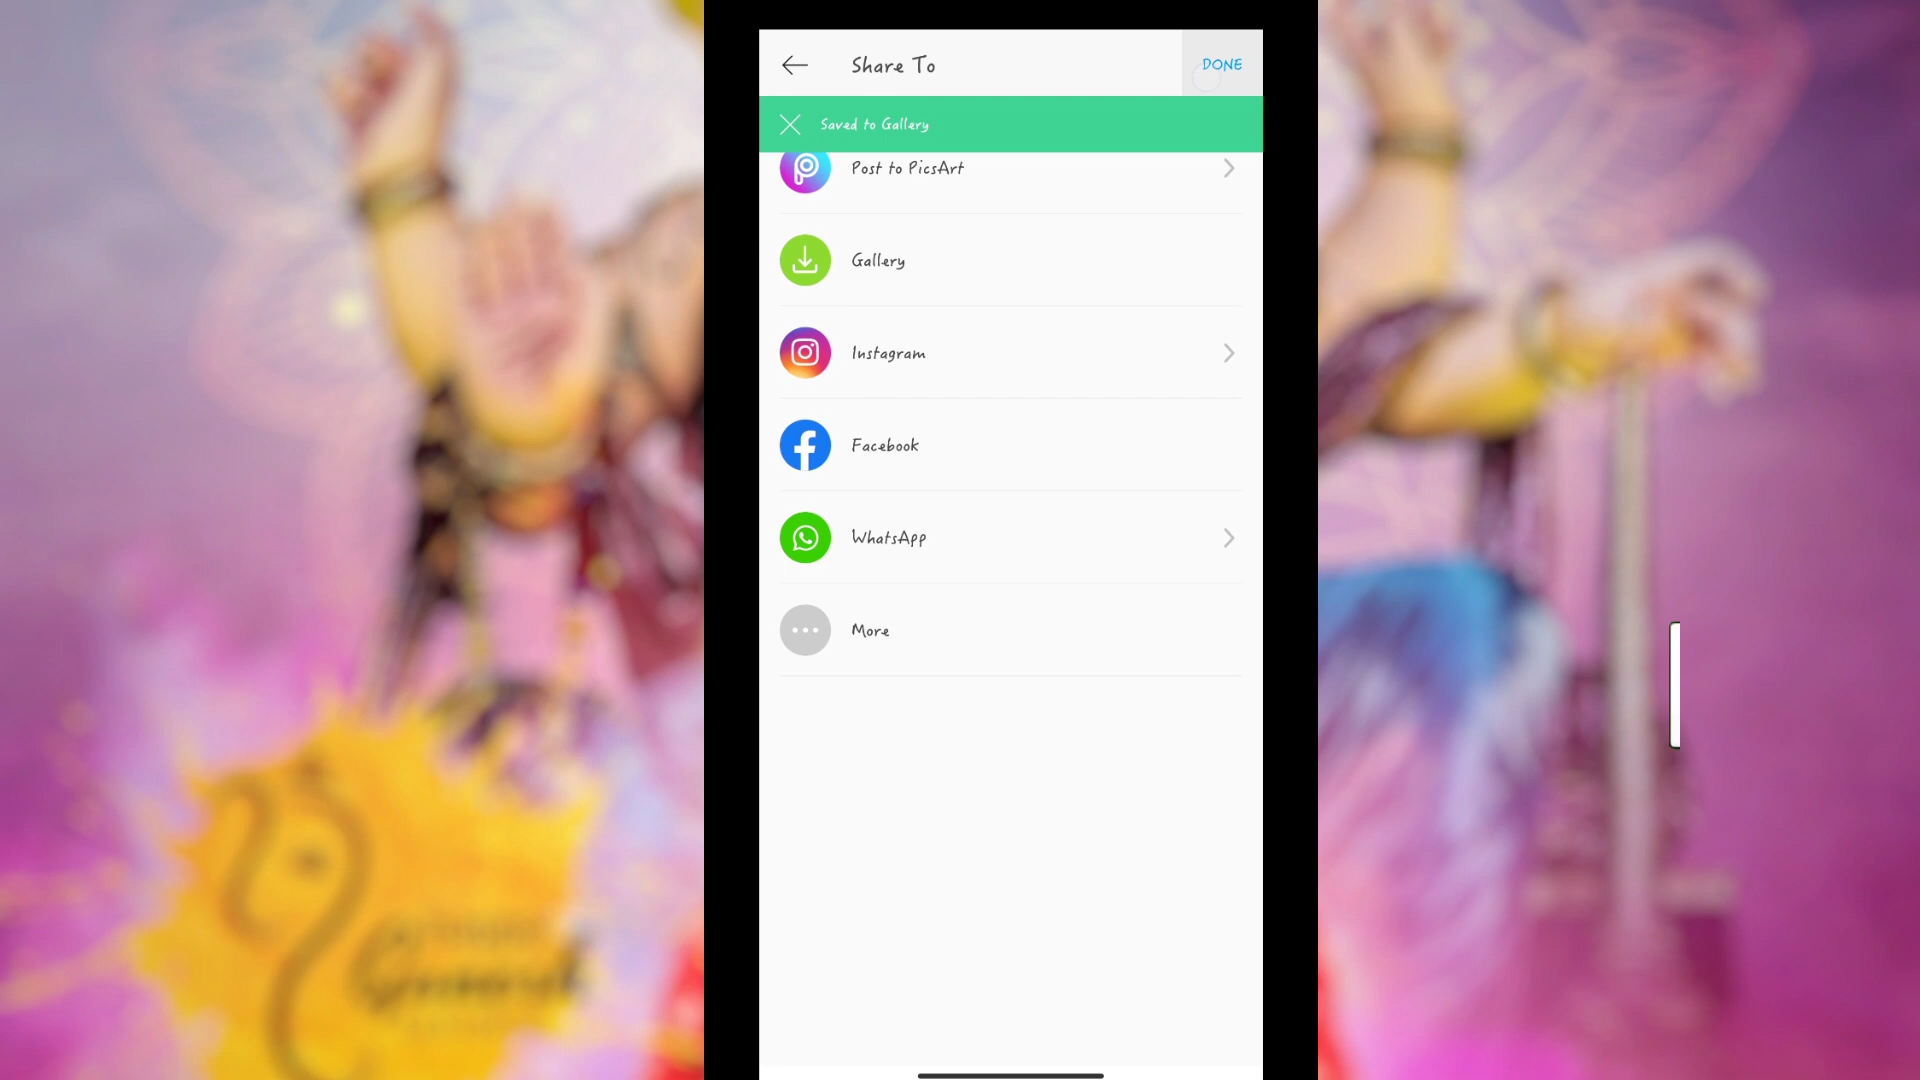 Share To
DONE
Saved to Gallery
Post to PicsArt
Gallery
Instagram
Facebook
WhatsApp
More